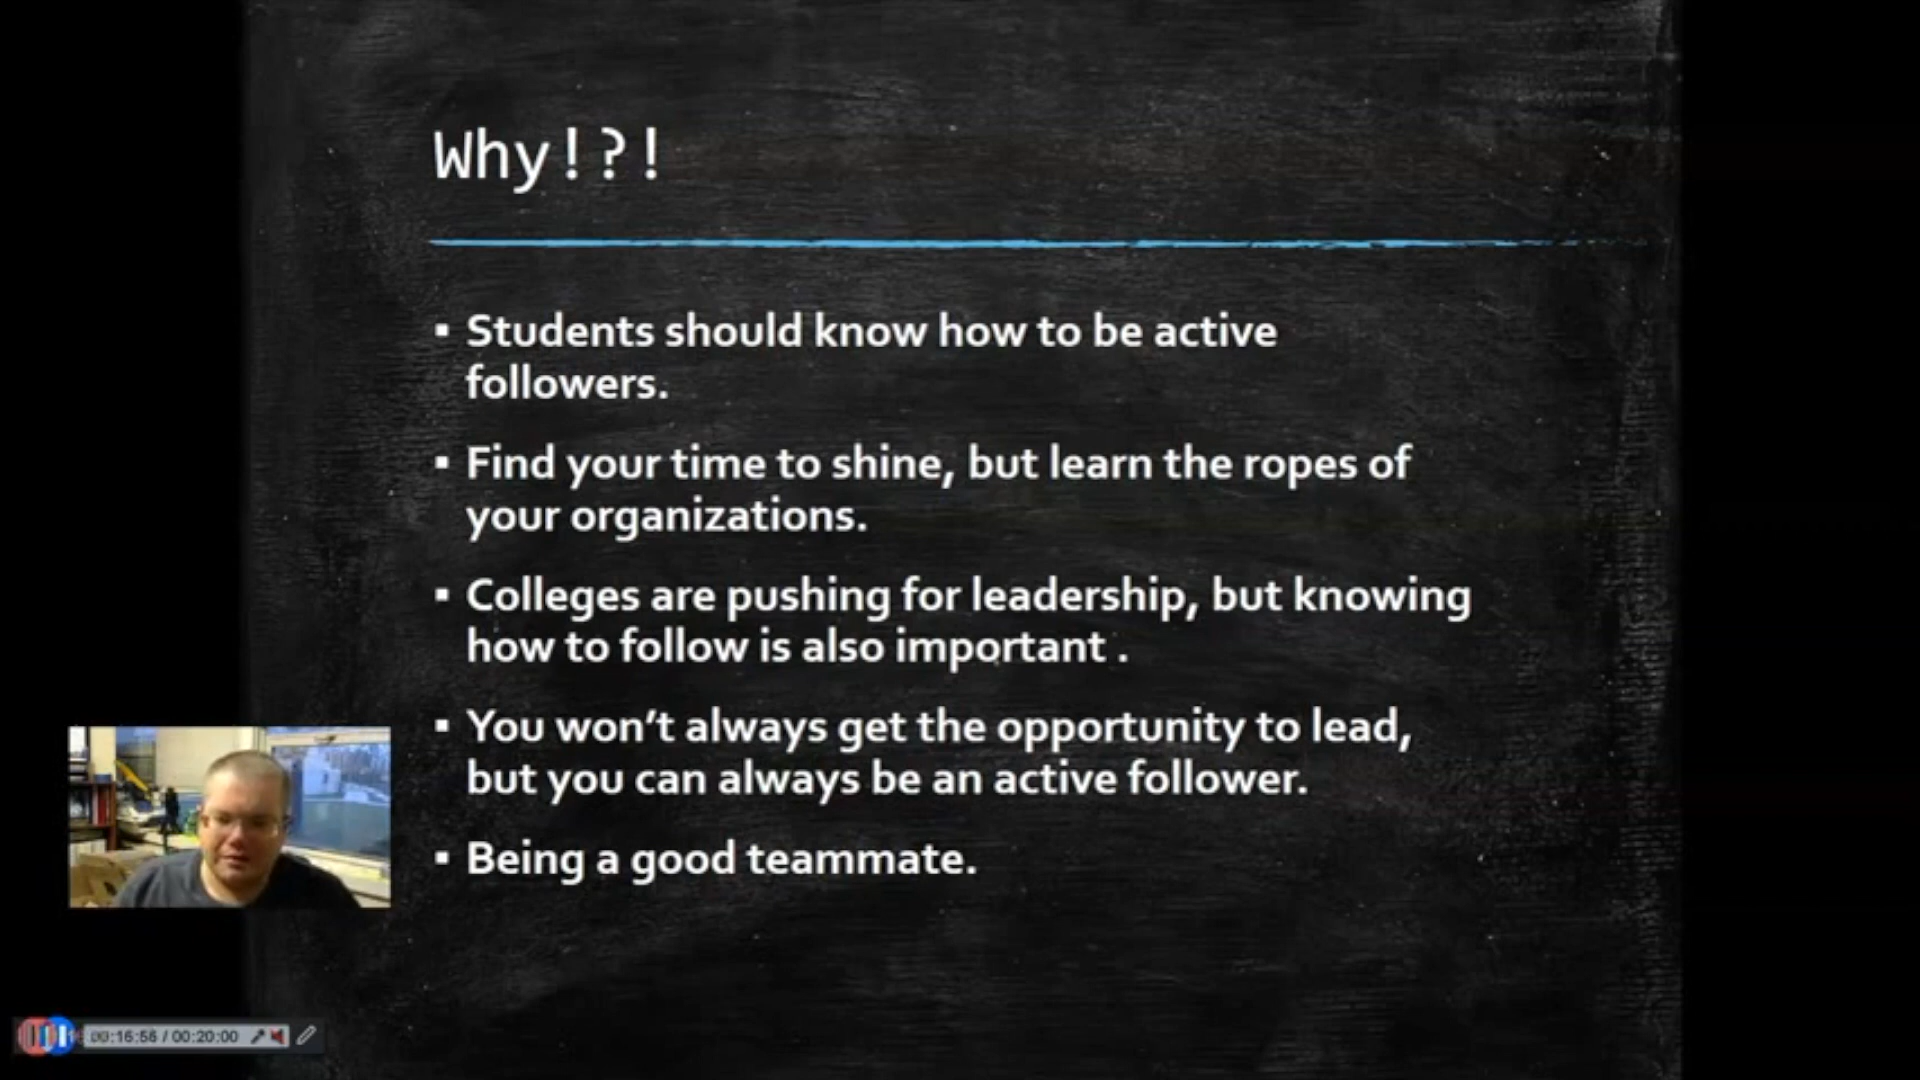 Why!?!
▪ Students should know how to be active
followers.
▪ Find your time to shine, but learn the ropes of
your organizations.
▪ Colleges are pushing for leadership, but knowing
how to follow is also important .
▪ You won’t always get the opportunity to lead,
but you can always be an active follower.
▪ Being a good teammate.
00:16:56 / 00:20:00